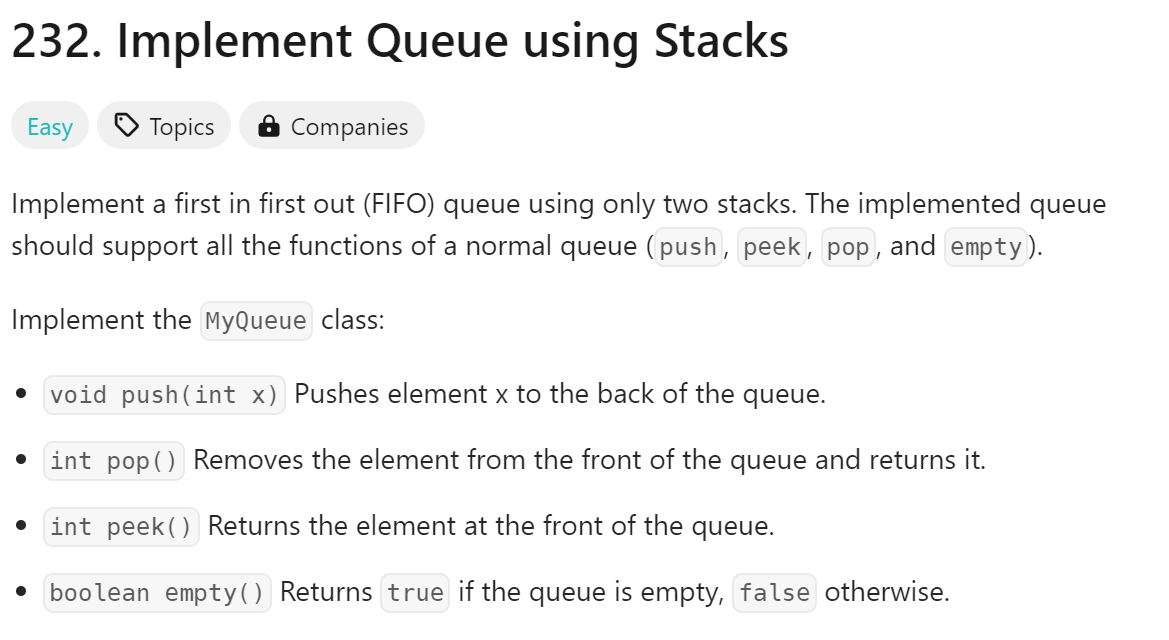 232. Implement Queue using Stacks
Easy Topics Companies
Implement a first in first out (FIFO) queue using only two stacks. The implemented queue
should support all the functions of a normal queue (push, peek, pop, and empty).
Implement the MyQueue class:
• void push(int x) Pushes element x to the back of the queue.
• int pop() Removes the element from the front of the queue and returns it.
• int peek() Returns the element at the front of the queue.
• boolean empty() Returns true if the queue is empty, false otherwise.